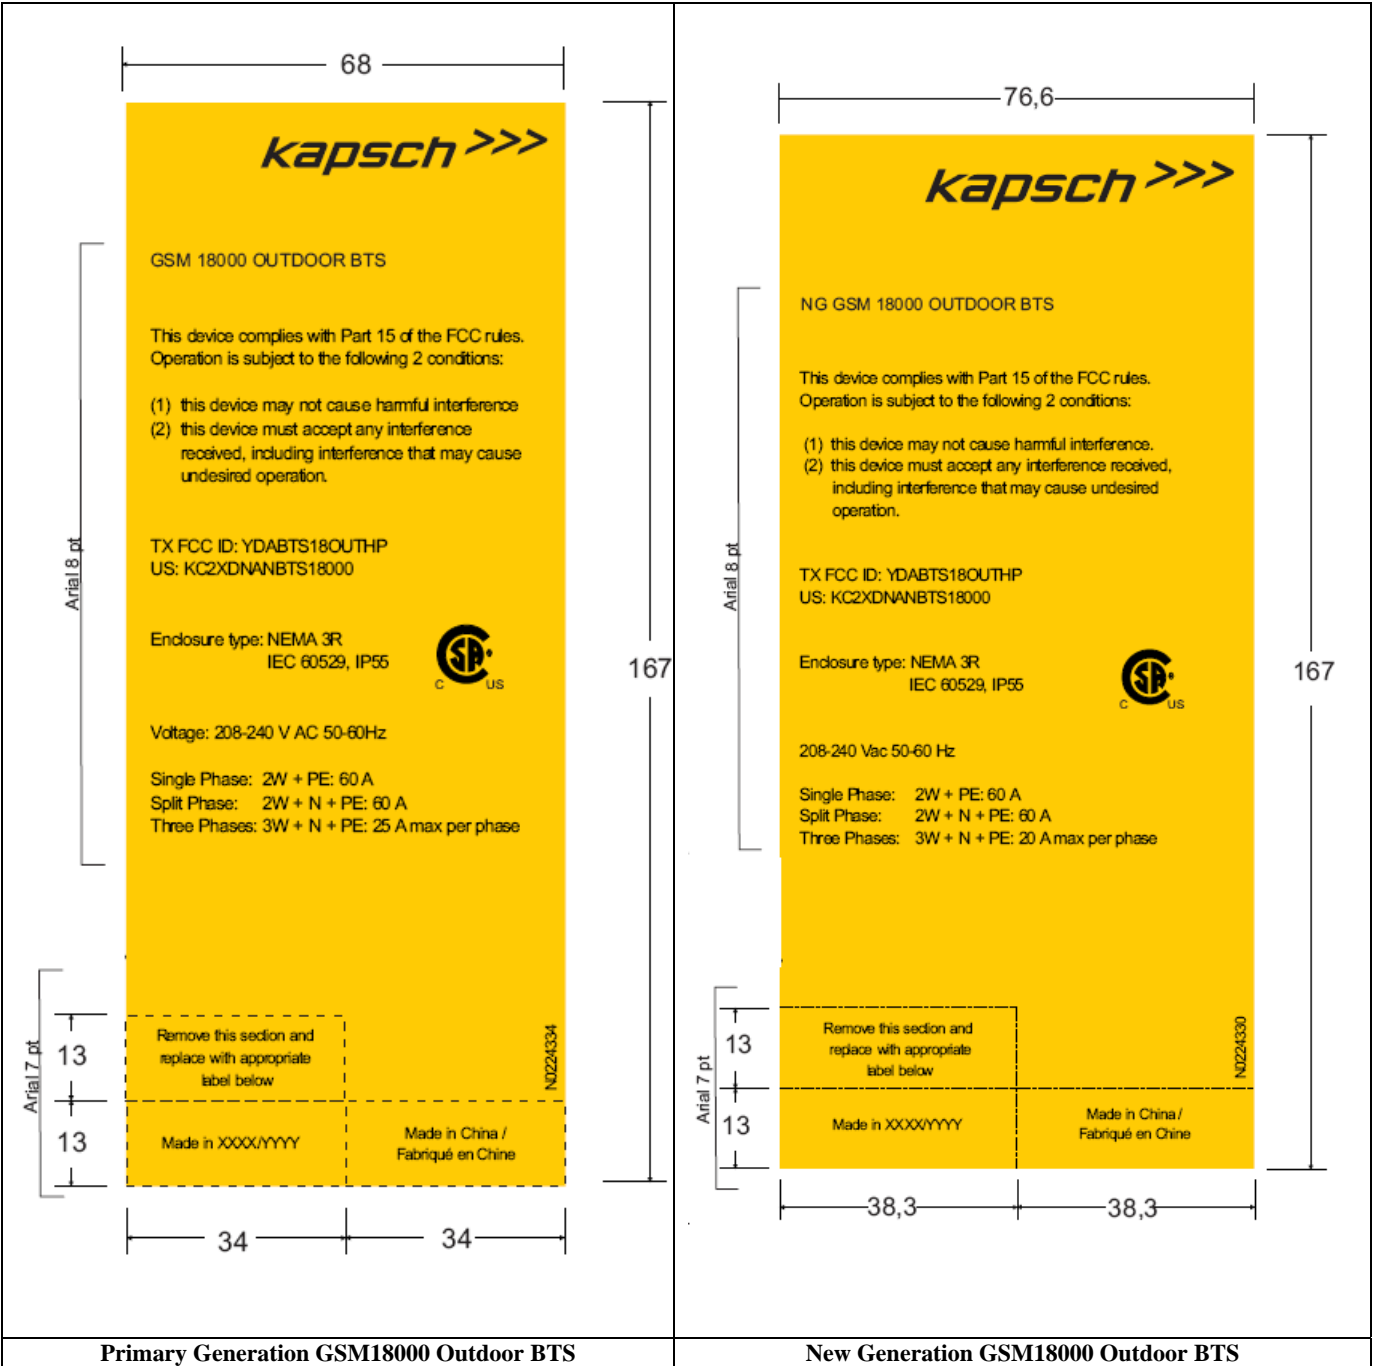 68
kapsch >>>
GSM 18000 OUTDOOR BTS
This device complies with Part 15 of the FCC rules.
Operation is subject to the following 2 conditions:
(1) this device may not cause harmful interference
(2) this device must accept any interference
received, including interference that may cause
undesired operation.
TX FCC ID: YDABTS18OUTHP
US: KC2XDNANBTS18000
Enclosure type: NEMA 3R
IEC 60529, IP55
C US
Voltage: 208-240 V AC 50-60Hz
Single Phase: 2W + PE: 60 A
Split Phase: 2W + N + PE: 60 A
Three Phases: 3W + N + PE: 25 A max per phase
Arial 8 pt
167
Remove this section and
replace with appropriate
label below
N0224334
Made in XXXX/YYYY
Made in China /
Fabriqué en Chine
Arial 7 pt
13
13
34
34
Primary Generation GSM18000 Outdoor BTS
76,6
kapsch >>>
NG GSM 18000 OUTDOOR BTS
This device complies with Part 15 of the FCC rules.
Operation is subject to the following 2 conditions:
(1) this device may not cause harmful interference.
(2) this device must accept any interference received,
including interference that may cause undesired
operation.
TX FCC ID: YDABTS18OUTHP
US: KC2XDNANBTS18000
Enclosure type: NEMA 3R
IEC 60529, IP55
C US
208-240 Vac 50-60 Hz
Single Phase: 2W + PE: 60 A
Split Phase: 2W + N + PE: 60 A
Three Phases: 3W + N + PE: 20 A max per phase
Arial 8 pt
167
Remove this section and
replace with appropriate
label below
N0224330
Made in XXXX/YYYY
Made in China /
Fabriqué en Chine
Arial 7 pt
13
13
38,3
38,3
New Generation GSM18000 Outdoor BTS